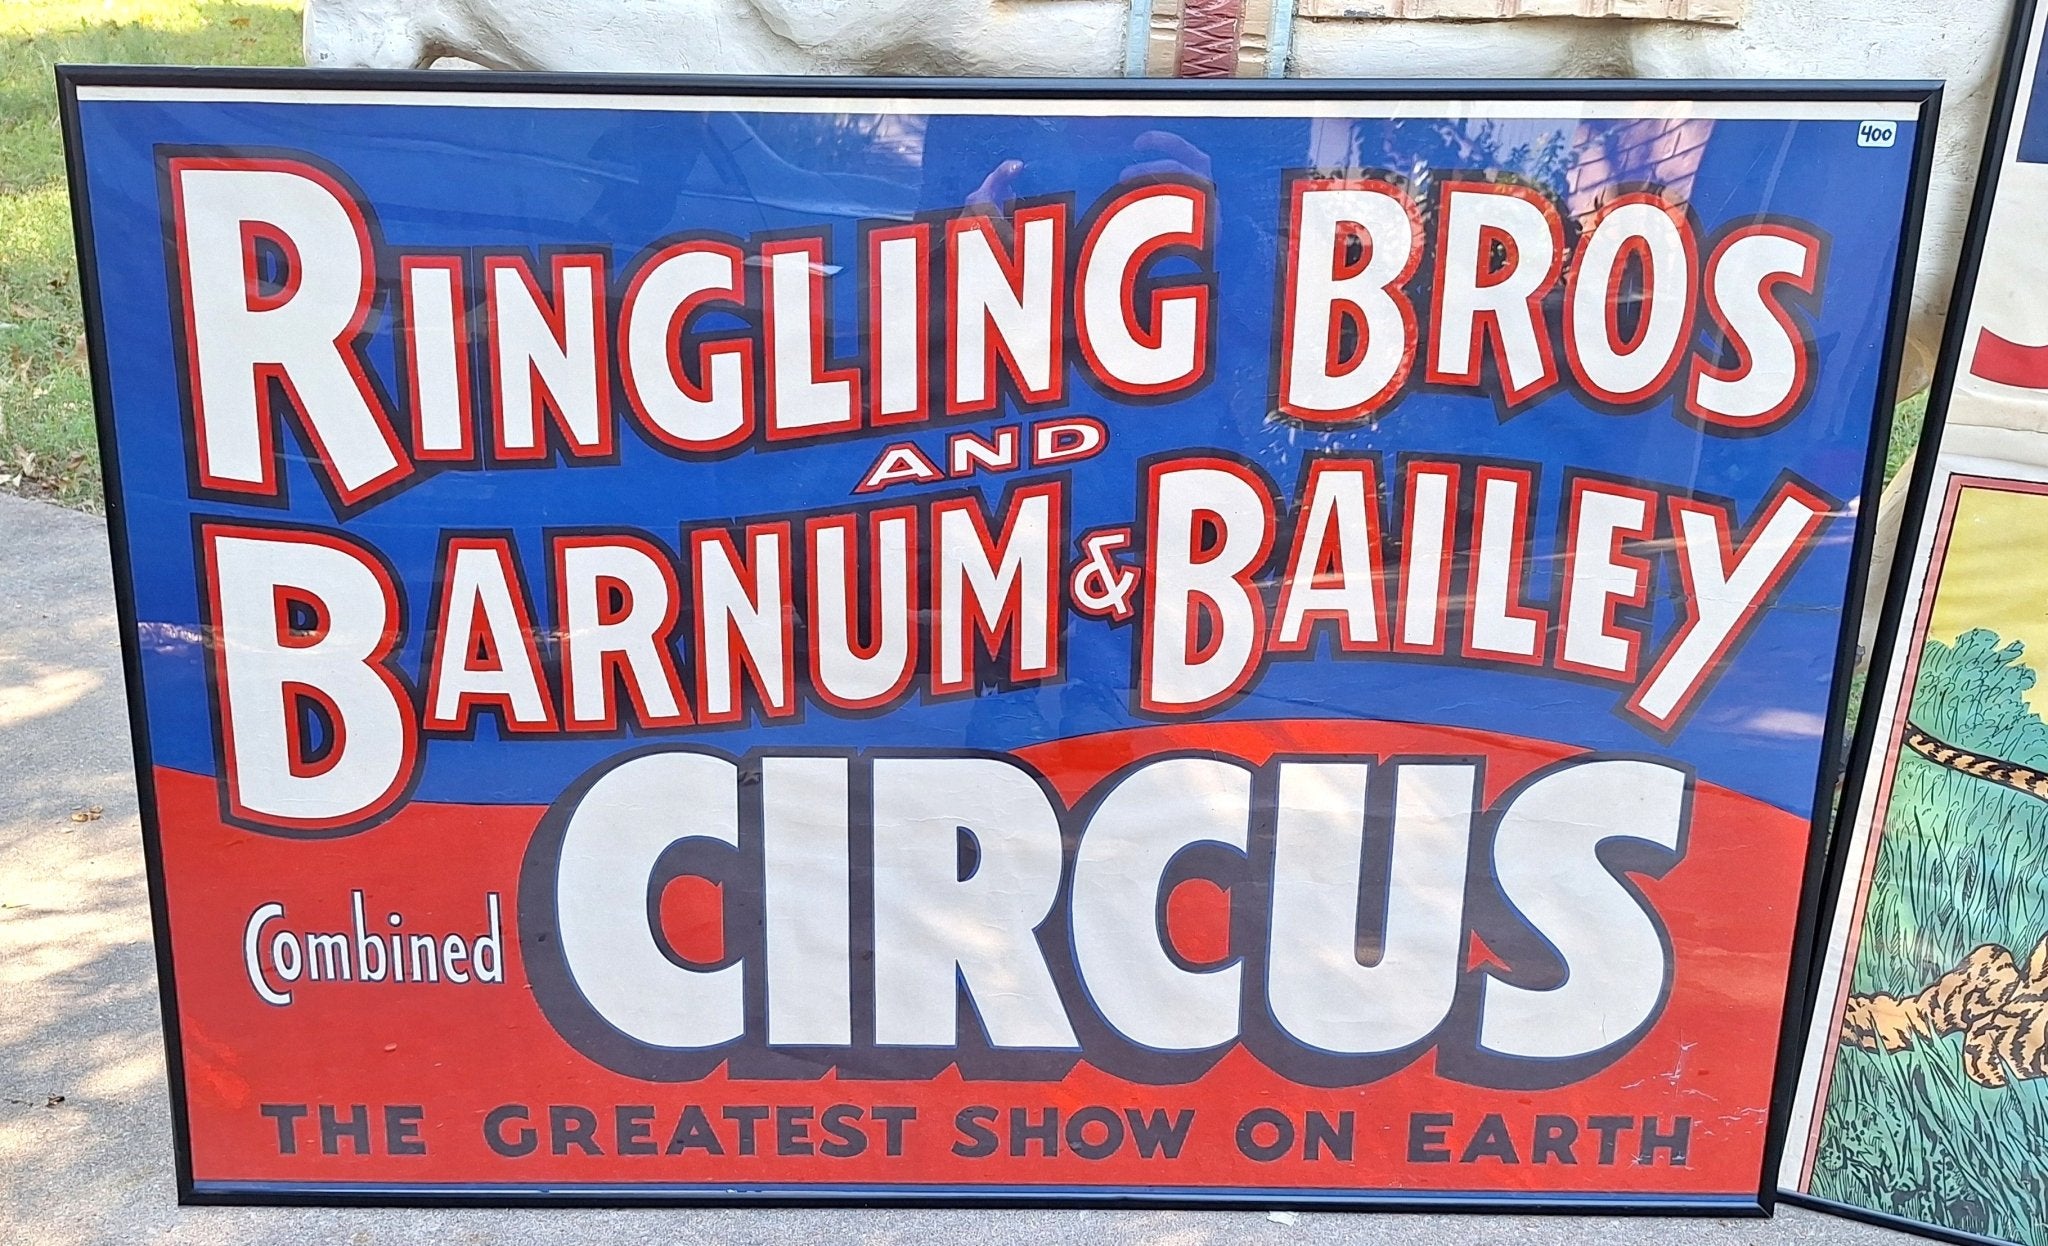 400
RINGLING BROS
AND
BARNUM & BAILEY
Combined CIRCUS
THE GREATEST SHOW ON EARTH